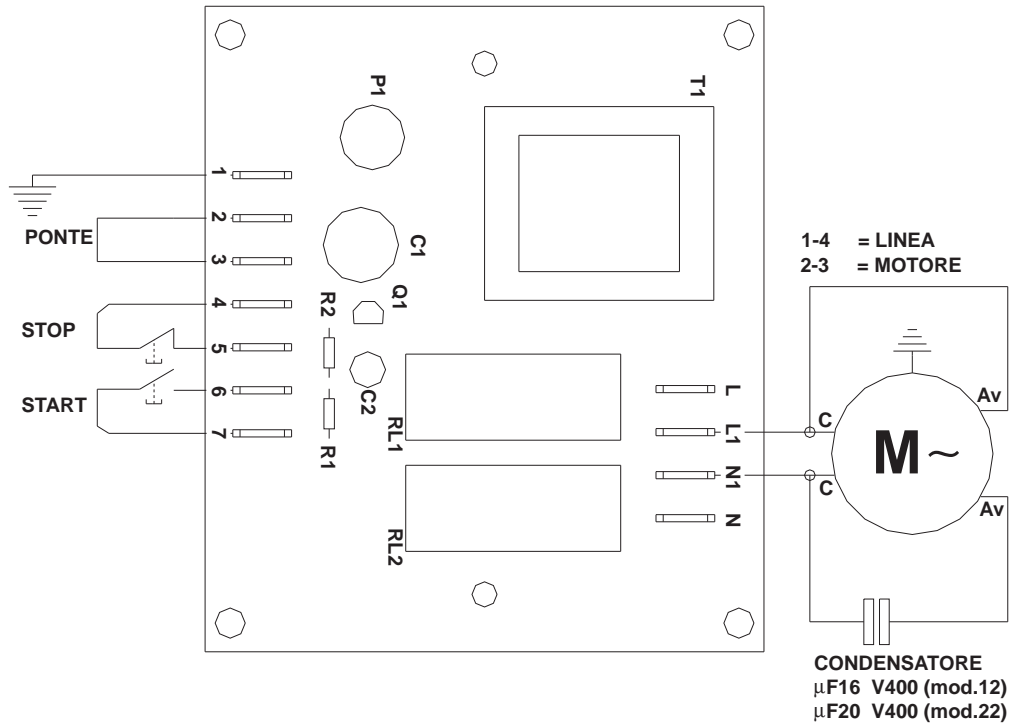 P1
T1
1
2
PONTE
3
C1
4
R2
Q1
STOP
5
6
START
7
C2
R1
RL1
RL2
L
L1
N1
N
1-4 = LINEA
2-3 = MOTORE
C
Av
M~
C
Av
CONDENSATORE
μF16 V400 (mod.12)
μF20 V400 (mod.22)